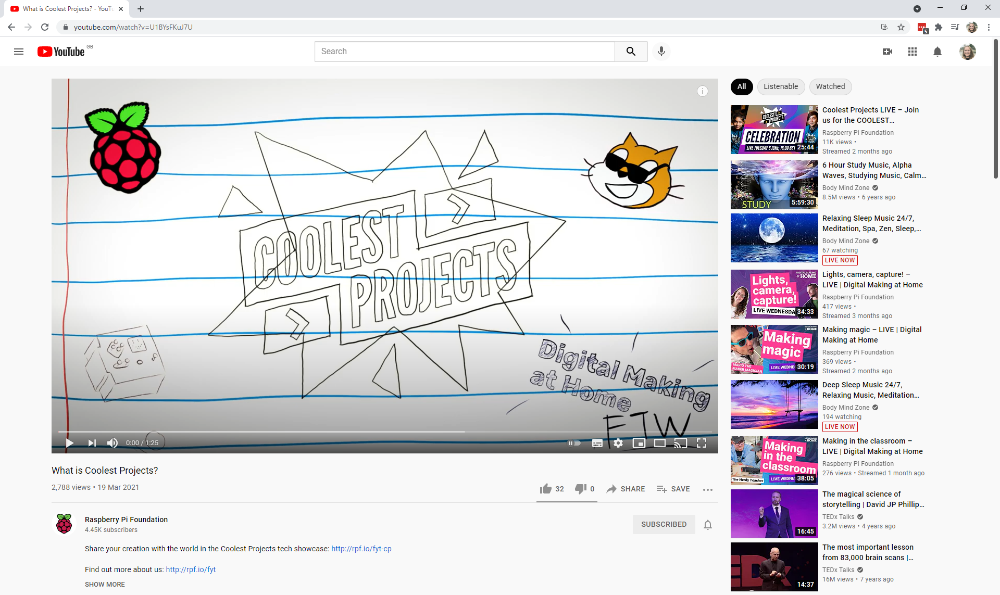 What is Coolest Projects? - YouTu
youtube.com/watch?v=U1BYsFKuJ7U
5
YouTube GB
Search
COOLEST
PROJECTS
Digital Making
at Home
FTW
0:00 / 1:25
What is Coolest Projects?
2,788 views • 19 Mar 2021
32
0
SHARE
SAVE
Raspberry Pi Foundation
4.45K subscribers
SUBSCRIBED
Share your creation with the world in the Coolest Projects tech showcase: http://rpf.io/fyt-cp
Find out more about us: http://rpf.io/fyt
SHOW MORE
All
Listenable
Watched
COOLEST
PROJECTS
CELEBRATION
LIVE TUESDAY 8 JUNE, 16:00 BST
25:44
Coolest Projects LIVE – Join
us for the COOLEST…
Raspberry Pi Foundation
11K views •
Streamed 2 months ago
STUDY
5:59:30
6 Hour Study Music, Alpha
Waves, Studying Music, Calm…
Body Mind Zone
8.5M views • 6 years ago
Relaxing Sleep Music 24/7,
Meditation, Spa, Zen, Sleep,…
Body Mind Zone
67 watching
LIVE NOW
DIGITAL MAKING
at HOME
Lights,
camera,
capture!
LIVE WEDNESDA
34:33
Lights, camera, capture! –
LIVE | Digital Making at Home
Raspberry Pi Foundation
417 views •
Streamed 3 months ago
DIGITAL MAKING
at HOME
Making
magic
MARIO THE
MAKER MAGICIAN
LIVE WEDNES
30:19
Making magic – LIVE | Digital
Making at Home
Raspberry Pi Foundation
369 views •
Streamed 2 months ago
Deep Sleep Music 24/7,
Relaxing Music, Meditation…
Body Mind Zone
194 watching
LIVE NOW
DIGITAL MAKING
at HOME
Making
in the
classroom
The Nerdy Teacher
LIVE WEDNES
38:05
Making in the classroom –
LIVE | Digital Making at Home
Raspberry Pi Foundation
276 views • Streamed 1 month ago
16:45
The magical science of
storytelling | David JP Phillip…
TEDx Talks
3.2M views • 4 years ago
EDx
14:37
The most important lesson
from 83,000 brain scans |…
TEDx Talks
16M views • 7 years ago